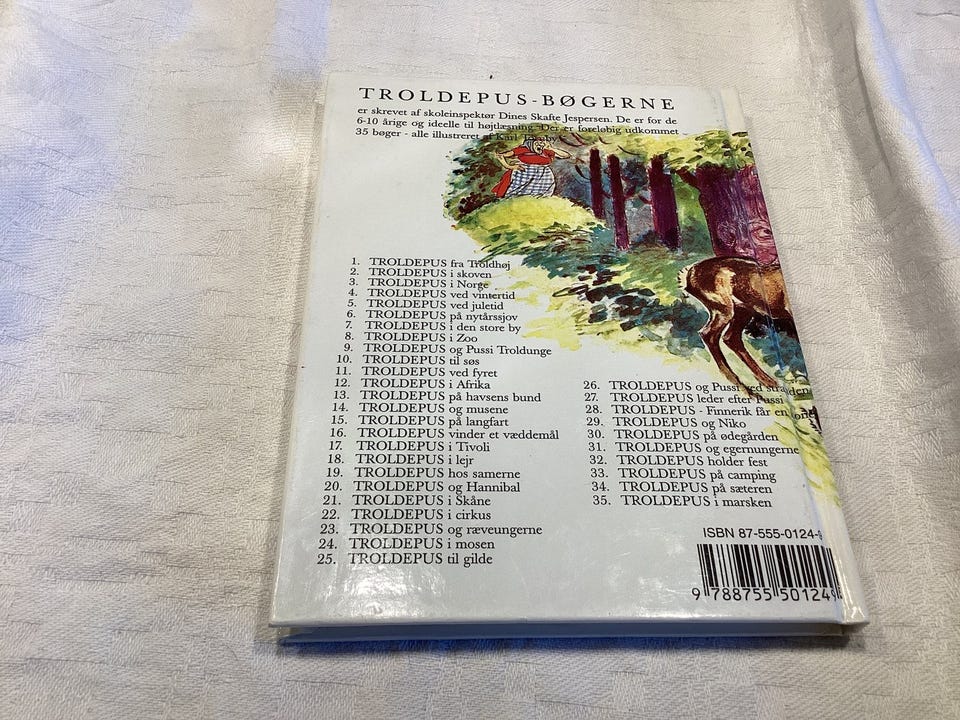 TROLDEPUS-BØGERNE
er skrevet af skoleinspektør Dines Skafte Jespersen. De er for de
6-10 årige og ideelle til højtlæsning. Der er foreløbig udkommet
35 bøger - alle illustreret af Karl
1. TROLDEPUS fra Troldhøj
2. TROLDEPUS i skoven
3. TROLDEPUS i Norge
4. TROLDEPUS ved vintertid
5. TROLDEPUS ved juletid
6. TROLDEPUS på nytårssjov
7. TROLDEPUS i den store by
8. TROLDEPUS i Zoo
9. TROLDEPUS og Pussi Troldunge
10. TROLDEPUS til søs
11. TROLDEPUS ved fyret
12. TROLDEPUS i Afrika
13. TROLDEPUS på havsens bund
14. TROLDEPUS og musene
15. TROLDEPUS på langfart
16. TROLDEPUS vinder et væddemål
17. TROLDEPUS i Tivoli
18. TROLDEPUS i lejr
19. TROLDEPUS hos samerne
20. TROLDEPUS og Hannibal
21. TROLDEPUS i Skåne
22. TROLDEPUS i cirkus
23. TROLDEPUS og ræveungerne
24. TROLDEPUS i mosen
25. TROLDEPUS til gilde
26. TROLDEPUS og Pussi ved stranden
27. TROLDEPUS leder efter Pussi
28. TROLDEPUS - Finnerik får en
29. TROLDEPUS og Niko
30. TROLDEPUS på ødegården
31. TROLDEPUS og egernungerne
32. TROLDEPUS holder fest
33. TROLDEPUS på camping
34. TROLDEPUS på sæteren
35. TROLDEPUS i marsken
ISBN 87-555-0124-
9 788755 50124